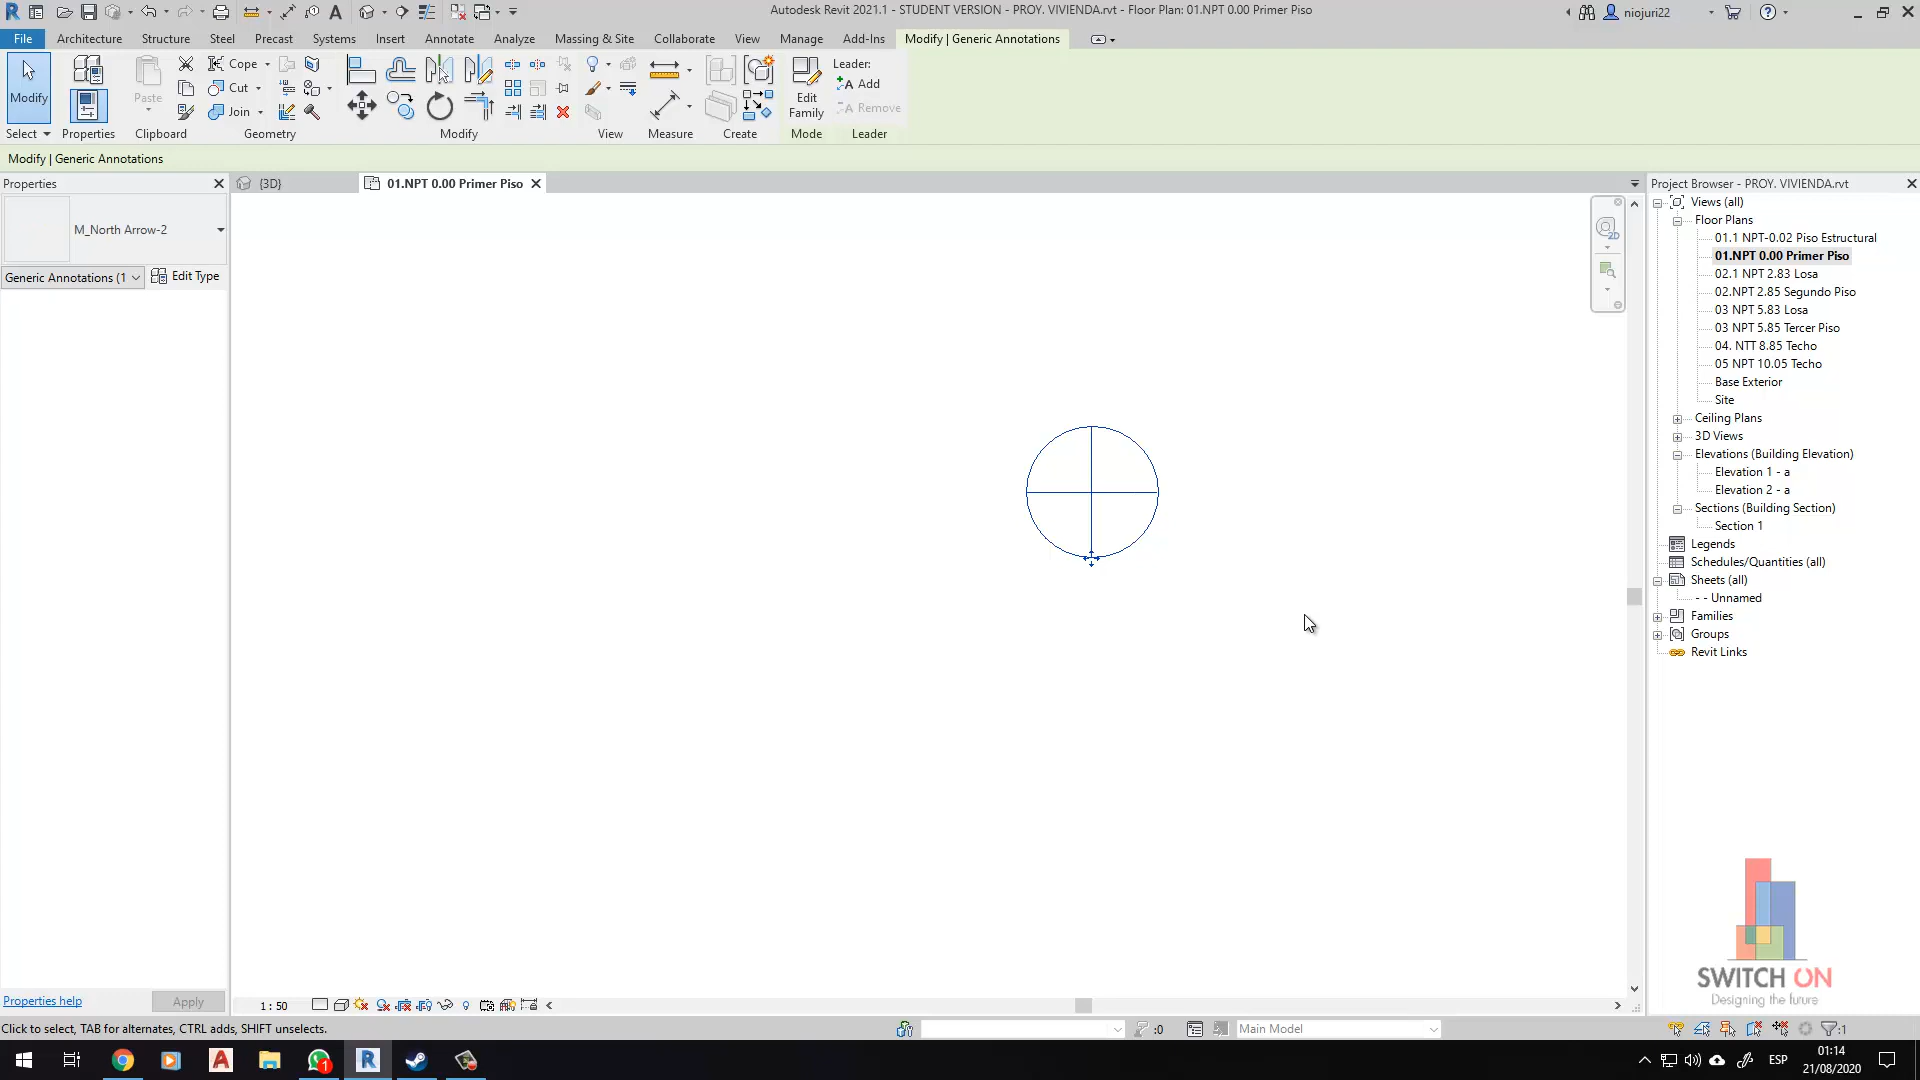 Autodesk Revit 2021.1 - STUDENT VERSION - PROY. VIVIENDA.rvt - Floor Plan: 01.NPT 0.00 Primer Piso
niojuri22
File Architecture Structure Steel Precast Systems Insert Annotate Analyze Massing & Site Collaborate View Manage Add-Ins Modify | Generic Annotations
Modify
Paste
Cope
Cut
Join
Edit
Family
Leader:
Add
Remove
Select Properties Clipboard Geometry Modify View Measure Create Mode Leader
Modify | Generic Annotations
Properties
{3D}
01.NPT 0.00 Primer Piso
Project Browser - PROY. VIVIENDA.rvt
M_North Arrow-2
Generic Annotations (1
Edit Type
2D
Views (all)
Floor Plans
01.1 NPT-0.02 Piso Estructural
01.NPT 0.00 Primer Piso
02.1 NPT 2.83 Losa
02.NPT 2.85 Segundo Piso
03 NPT 5.83 Losa
03 NPT 5.85 Tercer Piso
04. NTT 8.85 Techo
05 NPT 10.05 Techo
Base Exterior
Site
Ceiling Plans
3D Views
Elevations (Building Elevation)
Elevation 1 - a
Elevation 2 - a
Sections (Building Section)
Section 1
Legends
Schedules/Quantities (all)
Sheets (all)
- - Unnamed
Families
Groups
Revit Links
SWITCH ON
Designing the future
Properties help
Apply
1 : 50
Click to select, TAB for alternates, CTRL adds, SHIFT unselects.
:0
Main Model
:1
1
ESP
01:14
21/08/2020